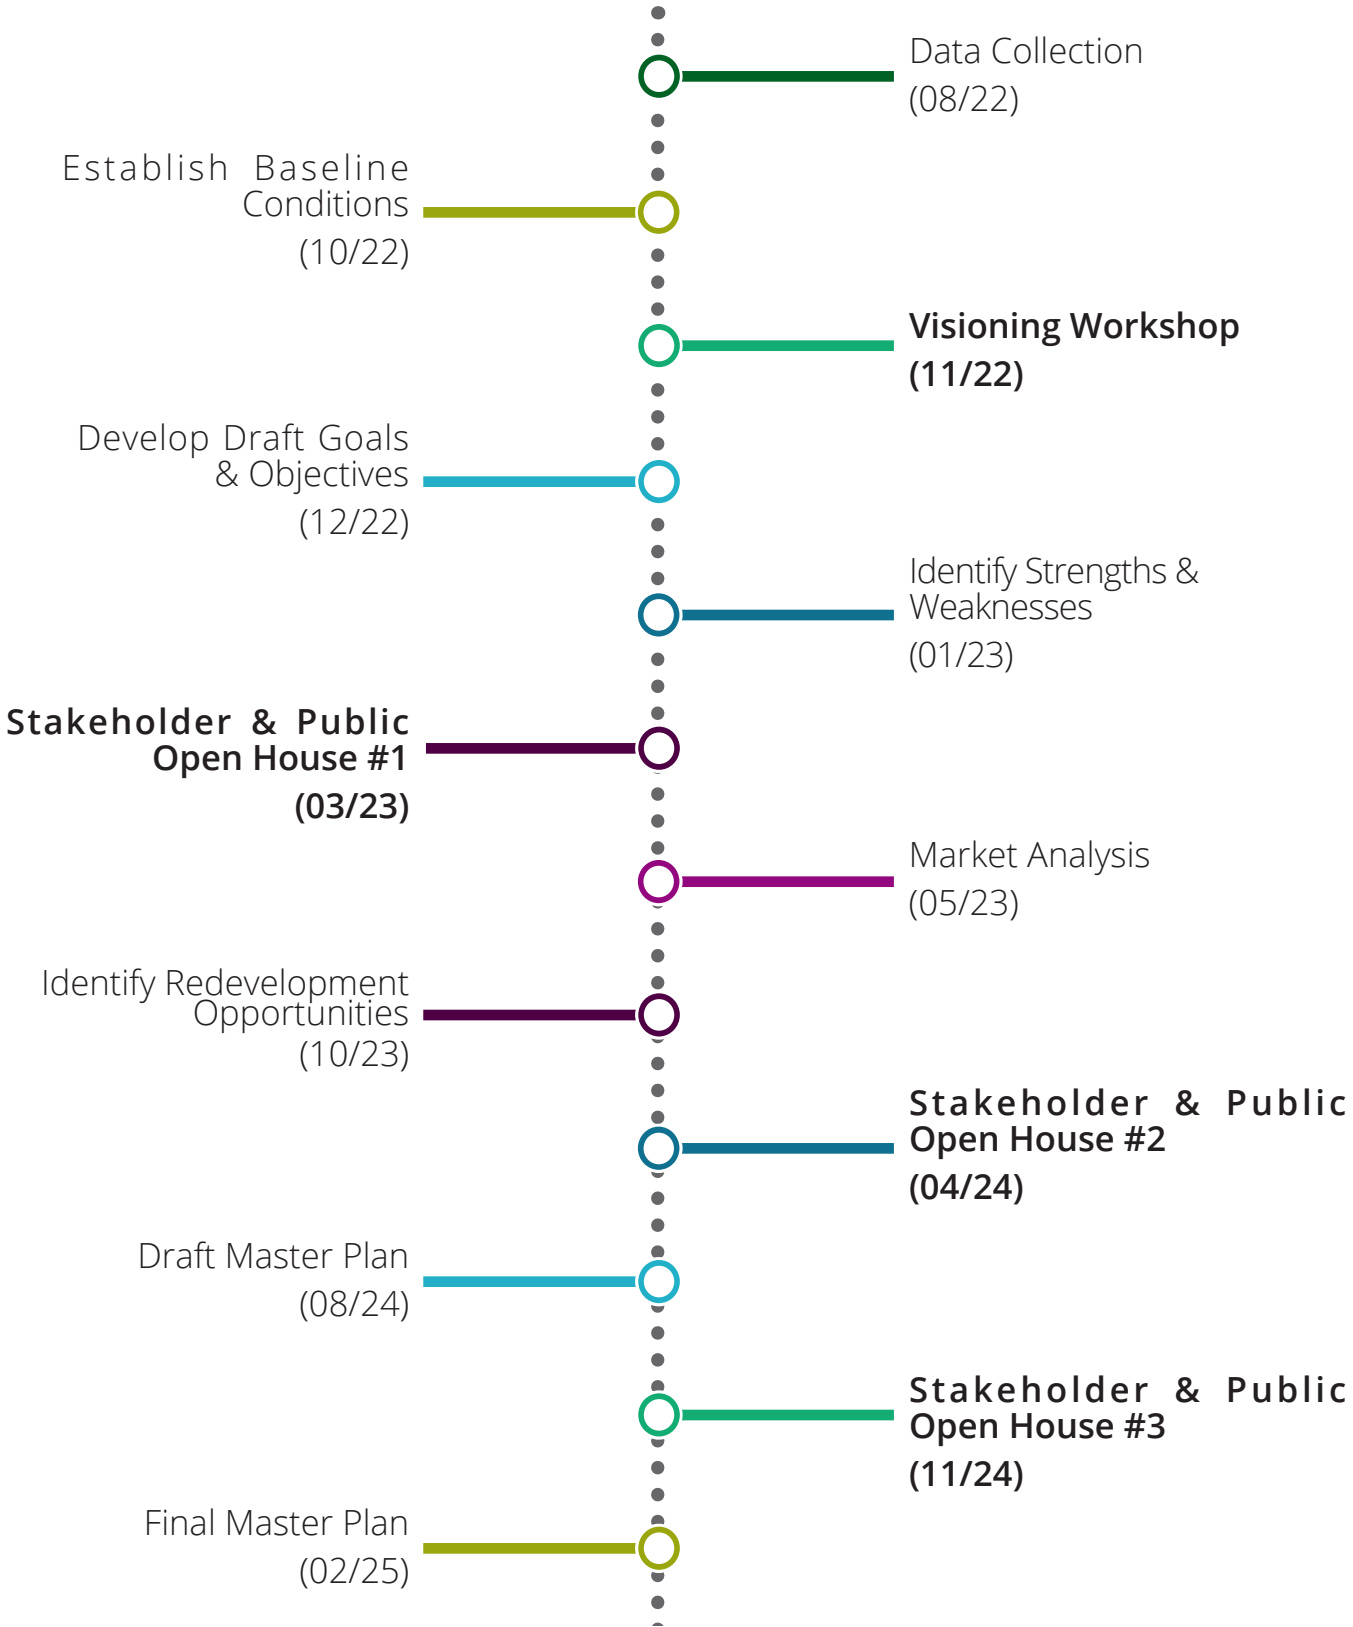 Data Collection
(08/22)
Establish Baseline
Conditions
(10/22)
Visioning Workshop
(11/22)
Develop Draft Goals
& Objectives
(12/22)
Identify Strengths &
Weaknesses
(01/23)
Stakeholder & Public
Open House #1
(03/23)
Market Analysis
(05/23)
Identify Redevelopment
Opportunities
(10/23)
Stakeholder & Public
Open House #2
(04/24)
Draft Master Plan
(08/24)
Stakeholder & Public
Open House #3
(11/24)
Final Master Plan
(02/25)